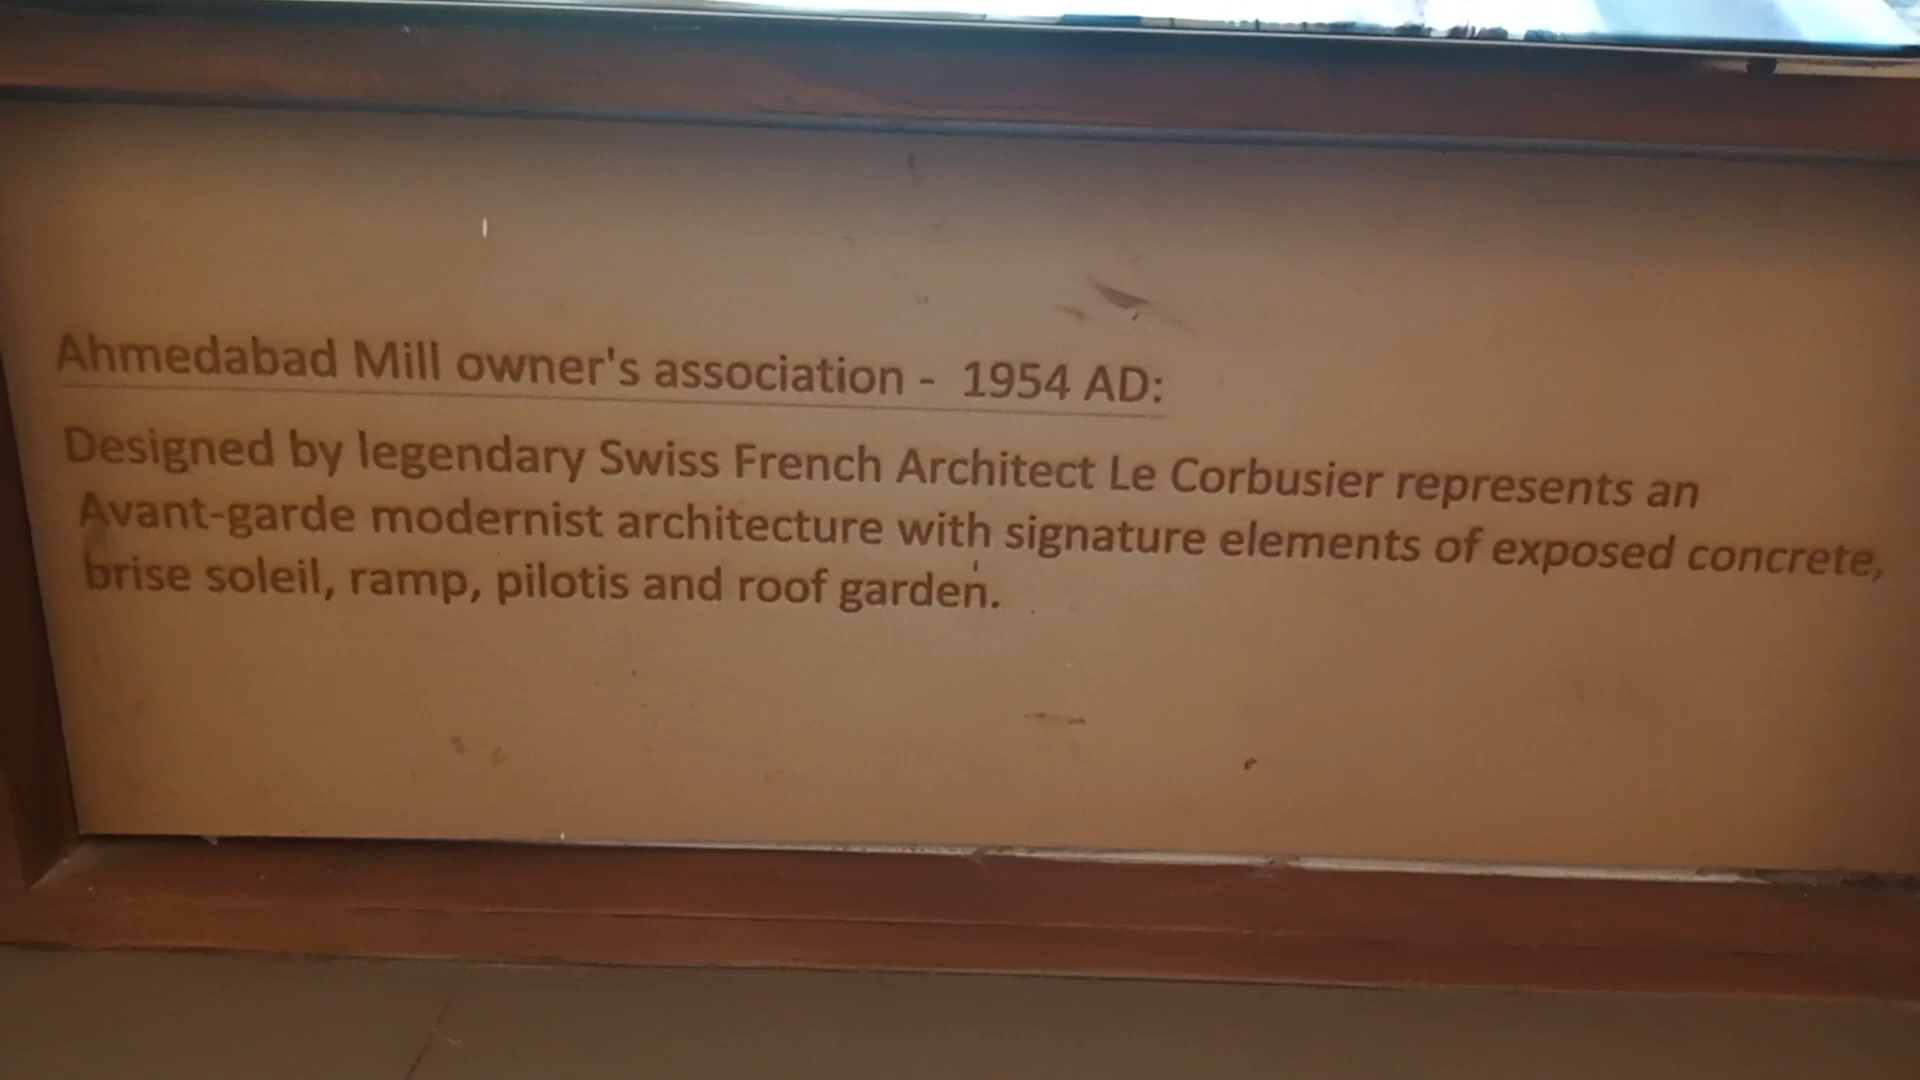 Ahmedabad Mill owner's association - 1954 AD:
Designed by legendary Swiss French Architect Le Corbusier represents an
Avant-garde modernist architecture with signature elements of exposed concrete,
brise soleil, ramp, pilotis and roof garden.